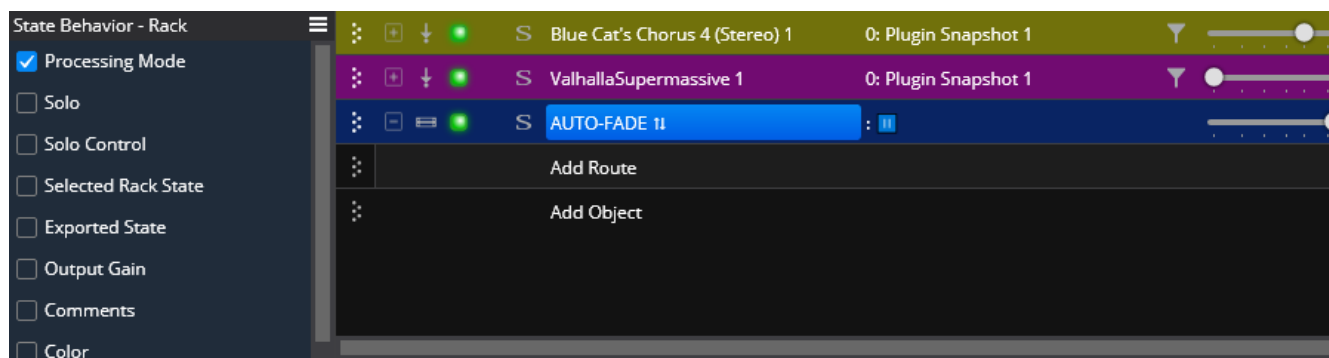 State Behavior - Rack
Processing Mode
Solo
Solo Control
Selected Rack State
Exported State
Output Gain
Comments
Color
S Blue Cat's Chorus 4 (Stereo) 1 0: Plugin Snapshot 1
S ValhallaSupermassive 1 0: Plugin Snapshot 1
S AUTO-FADE ⇅ :
Add Route
Add Object